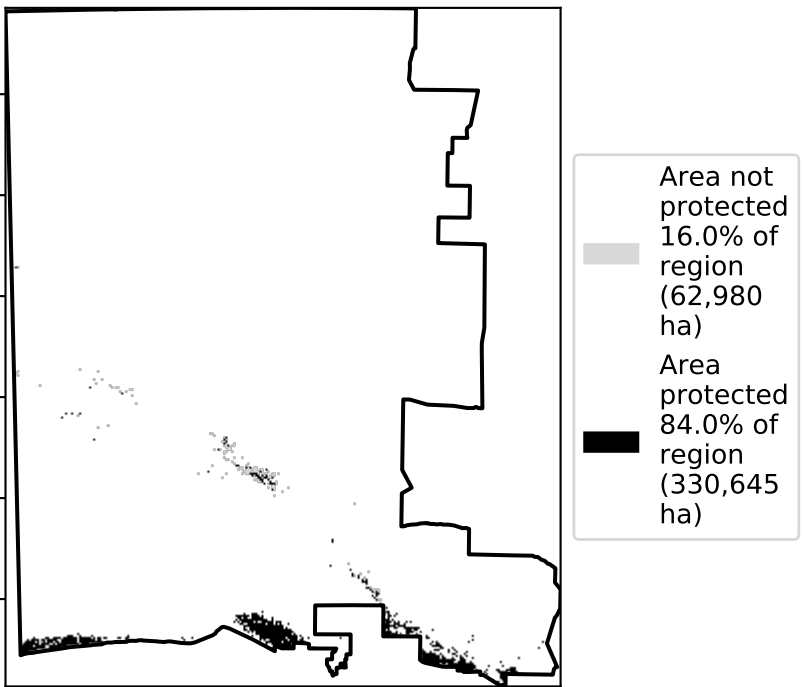 Area not
protected
16.0% of
region
(62,980
ha)
Area
protected
84.0% of
region
(330,645
ha)